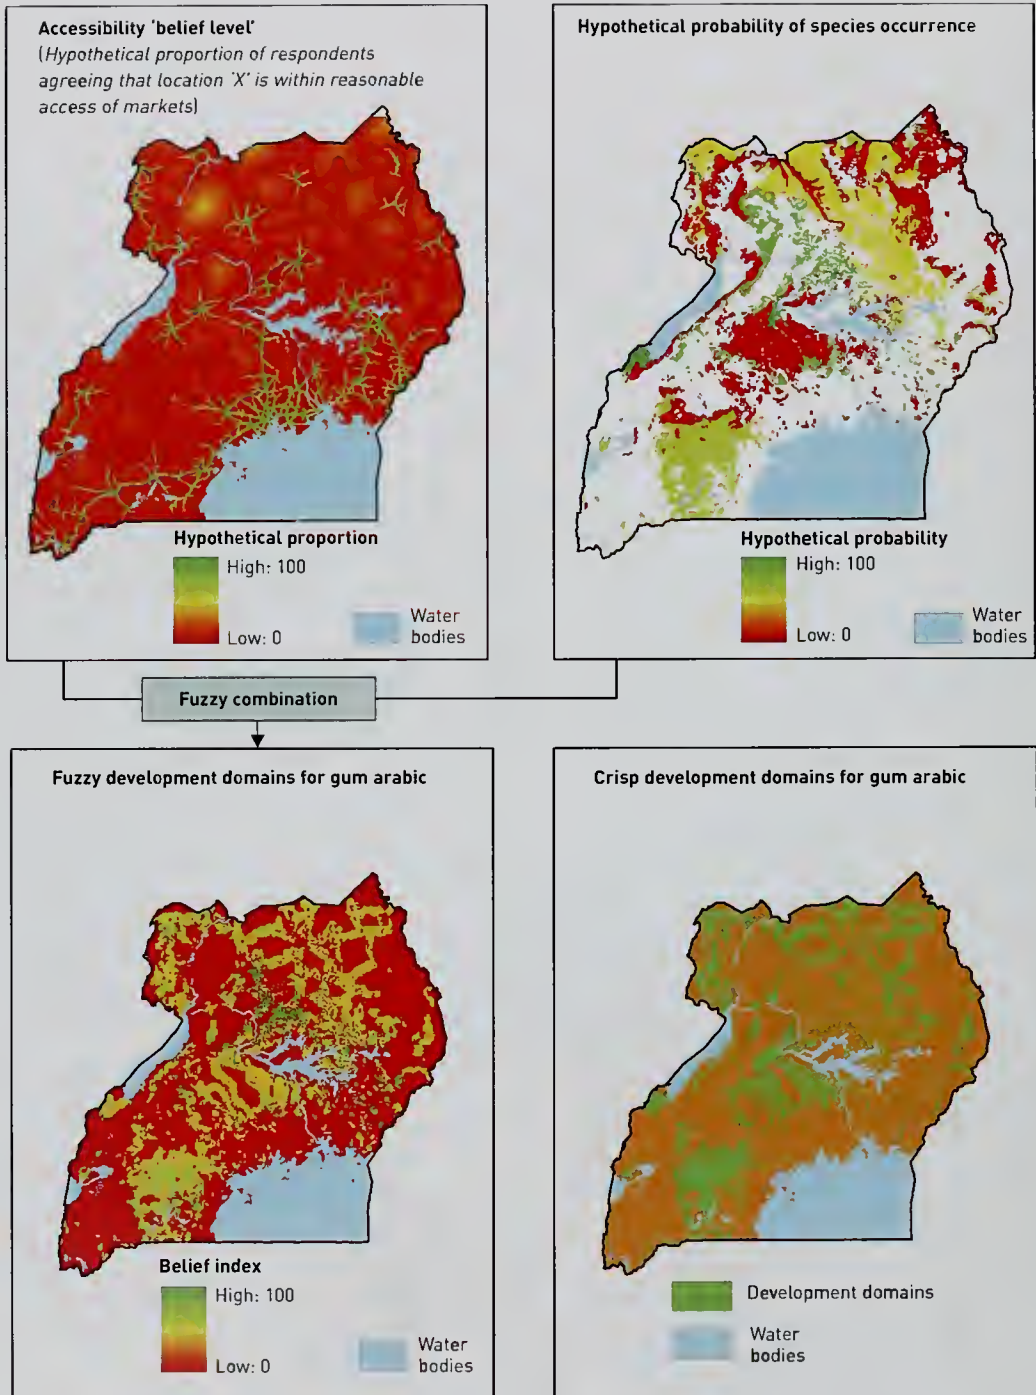 Accessibility 'belief level'
(Hypothetical proportion of respondents
agreeing that location 'X' is within reasonable
access of markets)
Hypothetical proportion
High: 100
Low: 0
Water
bodies
Hypothetical probability of species occurrence
Hypothetical probability
High: 100
Low: 0
Water
bodies
Fuzzy combination
Fuzzy development domains for gum arabic
Belief index
High: 100
Low: 0
Water
bodies
Crisp development domains for gum arabic
Development domains
Water
bodies